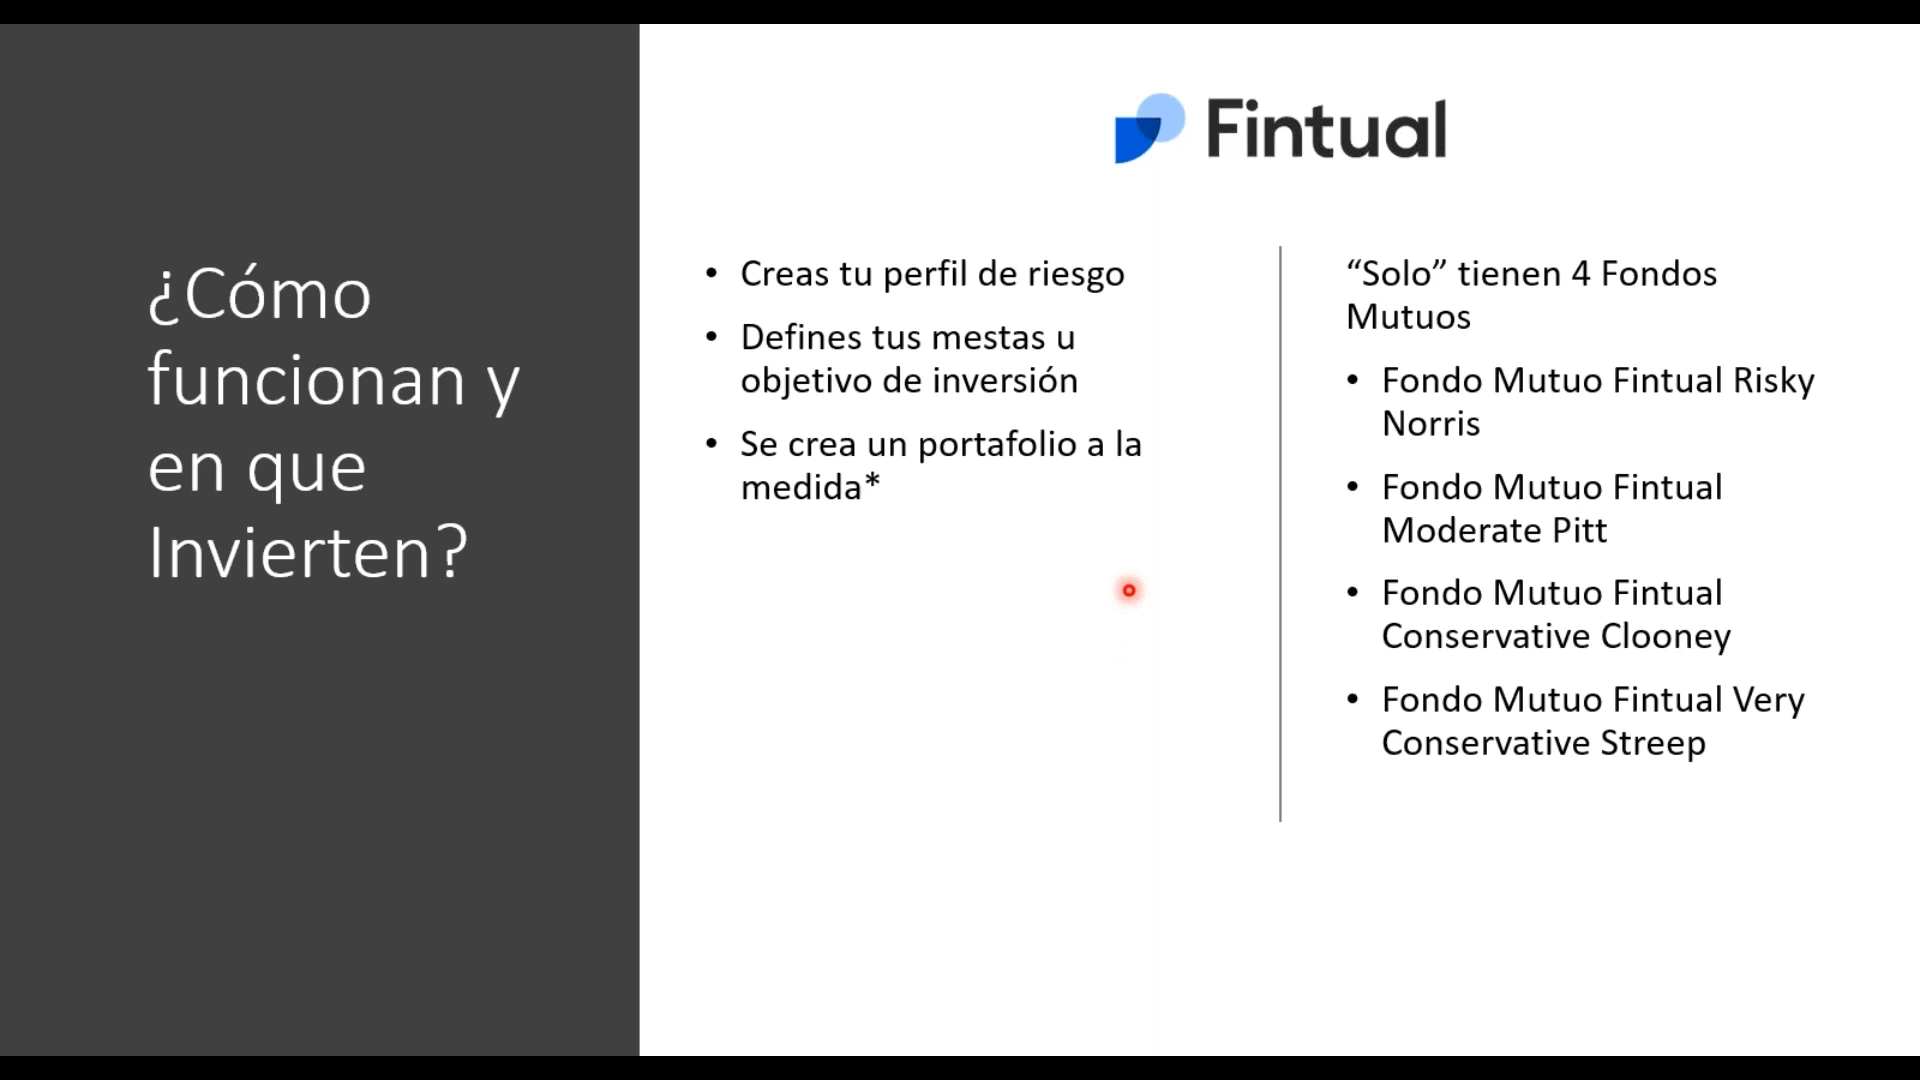 ¿Cómo
funcionan y
en que
Invierten?
Fintual
• Creas tu perfil de riesgo
• Defines tus mestas u
objetivo de inversión
• Se crea un portafolio a la
medida*
“Solo” tienen 4 Fondos
Mutuos
• Fondo Mutuo Fintual Risky
Norris
• Fondo Mutuo Fintual
Moderate Pitt
• Fondo Mutuo Fintual
Conservative Clooney
• Fondo Mutuo Fintual Very
Conservative Streep